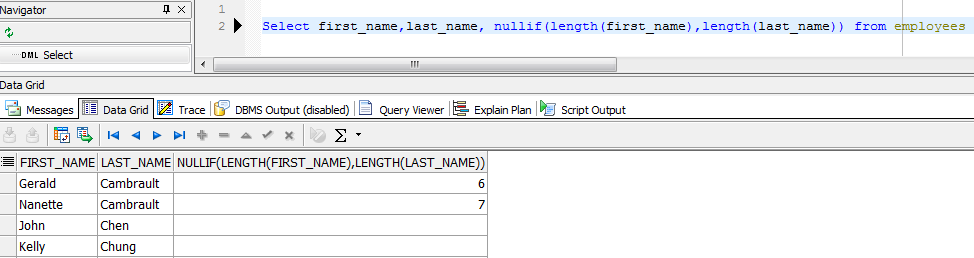 Navigator
DML Select
1
2 Select first_name,last_name, nullif(length(first_name),length(last_name)) from employees
Data Grid
Messages Data Grid Trace DBMS Output (disabled) Query Viewer Explain Plan Script Output
FIRST_NAME LAST_NAME NULLIF(LENGTH(FIRST_NAME),LENGTH(LAST_NAME))
Gerald Cambrault 6
Nanette Cambrault 7
John Chen
Kelly Chung